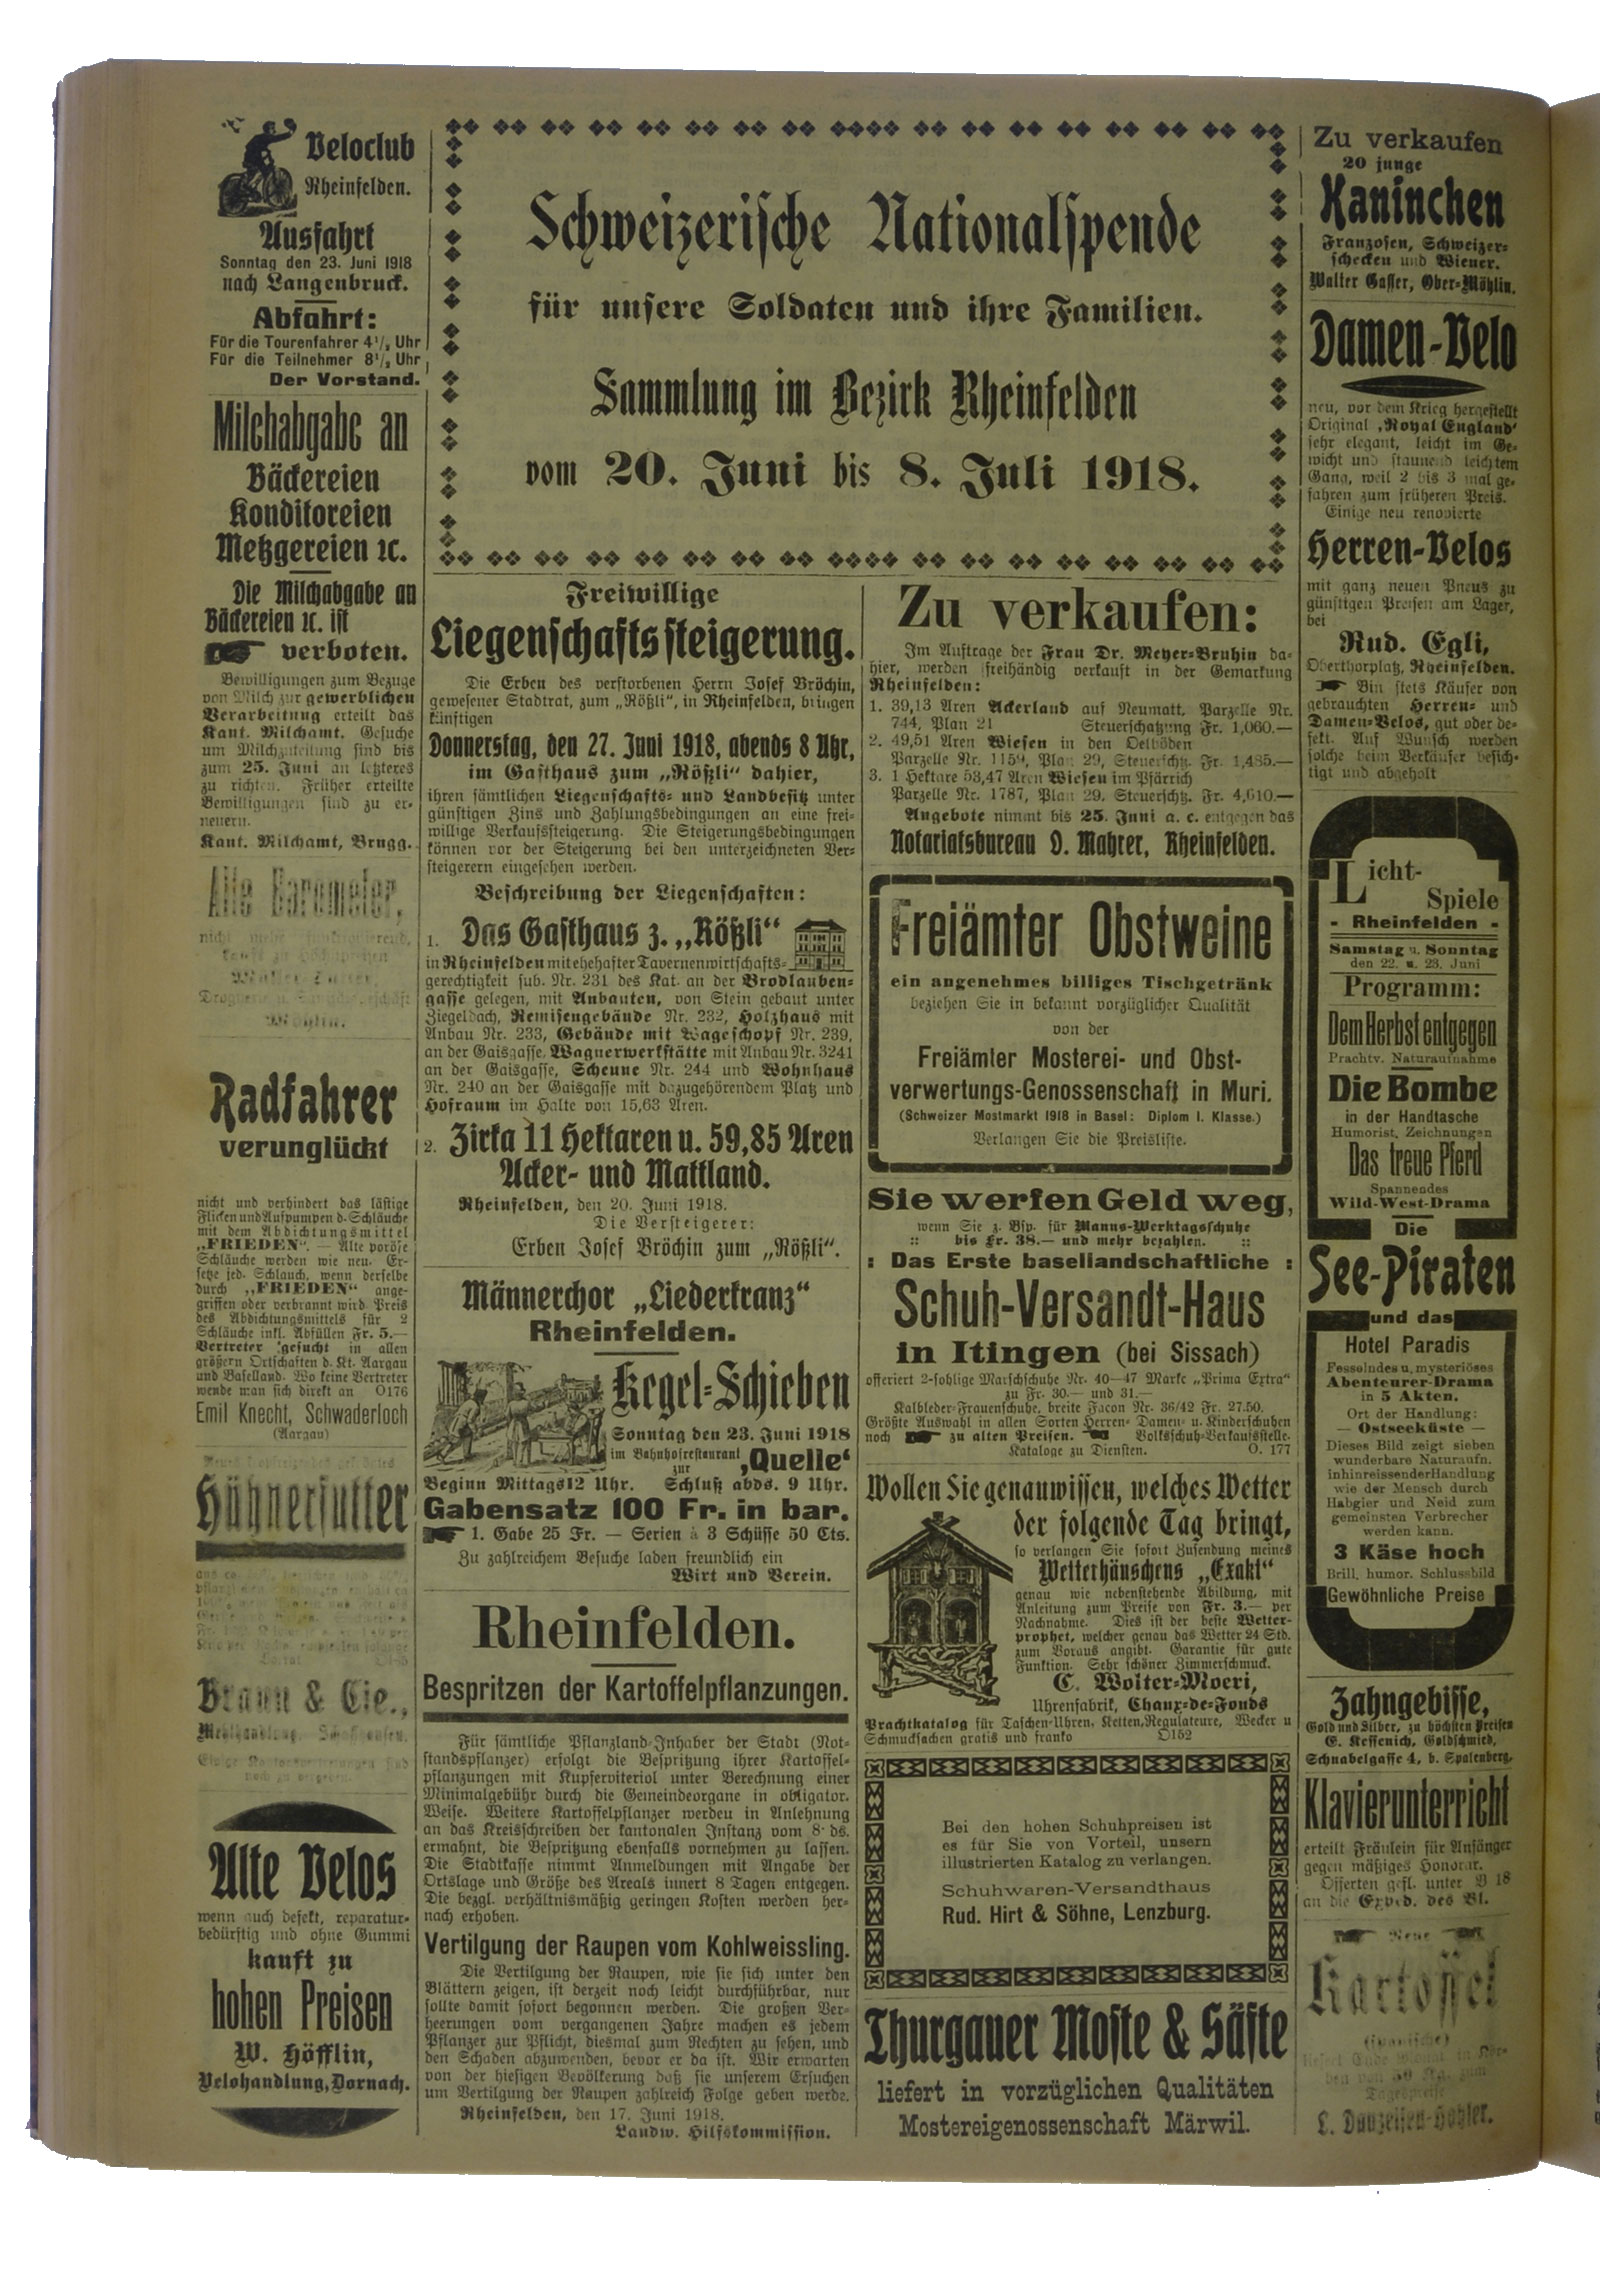 Veloclub
Rheinfelden.
Ausfahrt
Sonntag den 23. Juni 1918
nach Langenbruck.
Abfahrt:
Für die Tourenfahrer 4½ Uhr
Für die Teilnehmer 8½ Uhr
Der Vorstand.
Milchabgabe an
Bäckereien
Konditoreien
Metzgereien ꝛc.
Die Milchabgabe an
Bäckereien ꝛc. ist
verboten.
Bewilligungen zum Bezuge
von Milch zur gewerblichen
Verarbeitung erteilt das
Kant. Milchamt. Gesuche
um Milchzuteilung sind bis
zum 25. Juni an letzteres
zu richten. Früher erteilte
Bewilligungen sind zu er-
neuern.
Kant. Milchamt, Brugg.
Alte Barometer,
nicht mehr funktionierend,
Möhlin.
Radfahrer
verunglückt
nicht und verhindert das lästige
Flicken und Aufpumpen d. Schläuche
mit dem Abdichtungsmittel
„FRIEDEN“. — Alte poröse
Schläuche werden wie neu. Er-
setze jed. Schlauch, wenn derselbe
durch „FRIEDEN“ ange-
griffen oder verbrannt wird. Preis
des Abdichtungsmittels für 2
Schläuche inkl. Abfüllen Fr. 5.—
Vertreter gesucht in allen
größern Ortschaften d. Kt. Aargau
und Baselland. Wo keine Vertreter
wende man sich direkt an O176
Emil Knecht, Schwaderloch
(Aargau)
Hühnerfutter
Braun & Cie.,
Alte Velos
wenn auch defekt, reparatur-
bedürftig und ohne Gummi
kauft zu
hohen Preisen
W. Höfflin,
Velohandlung, Dornach.
Schweizerische Nationalspende
für unsere Soldaten und ihre Familien.
Sammlung im Bezirk Rheinfelden
vom 20. Juni bis 8. Juli 1918.
Freiwillige
Liegenschaftssteigerung.
Die Erben des verstorbenen Herrn Josef Bröchin,
gewesener Stadtrat, zum „Rößli“, in Rheinfelden, bringen
künftigen
Donnerstag, den 27. Juni 1918, abends 8 Uhr,
im Gasthaus zum „Rößli“ dahier,
ihren sämtlichen Liegenschafts- und Landbesitz unter
günstigen Zins und Zahlungsbedingungen an eine frei-
willige Verkaufssteigerung. Die Steigerungsbedingungen
können vor der Steigerung bei den unterzeichneten Ver-
steigerern eingesehen werden.
Beschreibung der Liegenschaften:
1. Das Gasthaus z. „Rößli“
in Rheinfelden mit ehehafter Tavernenwirtschafts-
gerechtigkeit sub. Nr. 231 des Kat. an der Brodlauben-
gasse gelegen, mit Anbauten, von Stein gebaut unter
Ziegeldach, Remisengebäude Nr. 232, Holzhaus mit
Anbau Nr. 233, Gebäude mit Wageschopf Nr. 239,
an der Gaisgasse, Wagnerwerkstätte mit Anbau Nr. 3241
an der Gaisgasse, Scheune Nr. 244 und Wohnhaus
Nr. 240 an der Gaisgasse mit dazugehörendem Platz und
Hofraum im Halte von 15,63 Aren.
2. Zirka 11 Hektaren u. 59,85 Aren
Acker- und Mattland.
Rheinfelden, den 20. Juni 1918.
Die Versteigerer:
Erben Josef Bröchin zum „Rößli“.
Männerchor „Liederkranz“
Rheinfelden.
Kegel-Schieben
Sonntag den 23. Juni 1918
im Bahnhofrestaurant
zur ‚Quelle‘
Beginn Mittags 12 Uhr. Schluß abds. 9 Uhr.
Gabensatz 100 Fr. in bar.
1. Gabe 25 Fr. — Serien à 3 Schüsse 50 Cts.
Zu zahlreichem Besuche laden freundlich ein
Wirt und Verein.
Rheinfelden.
Bespritzen der Kartoffelpflanzungen.
Für sämtliche Pflanzland-Inhaber der Stadt (Not-
standspflanzer) erfolgt die Bespritzung ihrer Kartoffel-
pflanzungen mit Kupferviteriol unter Berechnung einer
Minimalgebühr durch die Gemeindeorgane in obligator.
Weise. Weitere Kartoffelpflanzer werden in Anlehnung
an das Kreisschreiben der kantonalen Instanz vom 8. ds.
ermahnt, die Bespritzung ebenfalls vornehmen zu lassen.
Die Stadtkasse nimmt Anmeldungen mit Angabe der
Ortslage und Größe des Areals innert 8 Tagen entgegen.
Die bezgl. verhältnismäßig geringen Kosten werden her-
nach erhoben.
Vertilgung der Raupen vom Kohlweissling.
Die Vertilgung der Raupen, wie sie sich unter den
Blättern zeigen, ist derzeit noch leicht durchführbar, nur
sollte damit sofort begonnen werden. Die großen Ver-
heerungen vom vergangenen Jahre machen es jedem
Pflanzer zur Pflicht, diesmal zum Rechten zu sehen, und
den Schaden abzuwenden, bevor er da ist. Wir erwarten
von der hiesigen Bevölkerung daß sie unserem Ersuchen
um Vertilgung der Raupen zahlreich Folge geben werde.
Rheinfelden, den 17. Juni 1918.
Landw. Hilfskommission.
Zu verkaufen:
Im Auftrage der Frau Dr. Meyer-Bruhin da-
hier, werden freihändig verkauft in der Gemarkung
Rheinfelden:
1. 39,13 Aren Ackerland auf Neumatt, Parzelle Nr.
744, Plan 21 Steuerschatzung Fr. 1,060.—
2. 49,51 Aren Wiesen in den Oelböden
Parzelle Nr. 1159, Plan 29, Steuerschtz. Fr. 1,485.—
3. 1 Hektare 53,47 Aren Wiesen im Pfärrich
Parzelle Nr. 1787, Plan 29, Steuerschtz. Fr. 4,610.—
Angebote nimmt bis 25. Juni a. c. entgegen das
Notariatsbureau O. Mahrer, Rheinfelden.
Freiämter Obstweine
ein angenehmes billiges Tischgetränk
beziehen Sie in bekannt vorzüglicher Qualität
von der
Freiämter Mosterei- und Obst-
verwertungs-Genossenschaft in Muri.
(Schweizer Mostmarkt 1918 in Basel: Diplom I. Klasse.)
Verlangen Sie die Preisliste.
Sie werfen Geld weg,
wenn Sie z. Bsp. für Manns-Werktagsschuhe
:: bis Fr. 38.— und mehr bezahlen. ::
: Das Erste basellandschaftliche :
Schuh-Versandt-Haus
in Itingen (bei Sissach)
offeriert 2-sohlige Marschschuhe Nr. 40—47 Marke „Prima Extra“
zu Fr. 30.— und 31.—
Kalbleder-Frauenschuhe, breite Facon Nr. 36/42 Fr. 27.50.
Größte Auswahl in allen Sorten Herren- Damen- u. Kinderschuhen
noch zu alten Preisen. Volksschuh-Verkaufsstelle.
Kataloge zu Diensten. O. 177
Wollen Sie genau wissen, welches Wetter
der folgende Tag bringt,
so verlangen Sie sofort Zusendung meines
Wetterhäuschens „Exakt“
genau wie nebenstehende Abildung, mit
Anleitung zum Preise von Fr. 3.— per
Nachnahme. Dies ist der beste Wetter-
prophet, welcher genau das Wetter 24 Std.
zum Voraus angibt. Garantie für gute
Funktion. Sehr schöner Zimmerschmuck.
C. Wolter-Moeri,
Uhrenfabrik, Chaux-de-Fonds
Prachtkatalog für Taschen-Uhren, Ketten, Regulateure, Wecker u
Schmucksachen gratis und franko O152
Bei den hohen Schuhpreisen ist
es für Sie von Vorteil, unsern
illustrierten Katalog zu verlangen.
Schuhwaren-Versandthaus
Rud. Hirt & Söhne, Lenzburg.
Thurgauer Moste & Säfte
liefert in vorzüglichen Qualitäten
Mostereigenossenschaft Märwil.
Zu verkaufen
20 junge
Kaninchen
Franzosen, Schweizer-
schecken und Wiener.
Walter Gasser, Ober-Möhlin.
Damen-Velo
neu, vor dem Krieg hergestellt
Original ‚Royal England‘
sehr elegant, leicht im Ge-
wicht und staunend leichtem
Gang, weil 2 bis 3 mal ge-
fahren zum früheren Preis.
Einige neu renovierte
Herren-Velos
mit ganz neuen Pneus zu
günstigen Preisen am Lager,
bei
Rud. Egli,
Oberthorplatz, Rheinfelden.
Bin stets Käufer von
gebrauchten Herren- und
Damen-Velos, gut oder de-
fekt. Auf Wunsch werden
solche beim Verkäufer besich-
tigt und abgeholt
Licht-
Spiele
- Rheinfelden -
Samstag u. Sonntag
den 22. u. 23. Juni
Programm:
Dem Herbst entgegen
Prachtv. Naturaufnahme
Die Bombe
in der Handtasche
Humorist. Zeichnungen
Das treue Pferd
Spannendes
Wild-West-Drama
Die
See-Piraten
und das
Hotel Paradis
Fesselndes u. mysteriöses
Abenteurer-Drama
in 5 Akten.
Ort der Handlung:
— Ostseeküste —
Dieses Bild zeigt sieben
wunderbare Naturaufn.
in hinreissender Handlung
wie der Mensch durch
Habgier und Neid zum
gemeinsten Verbrecher
werden kann.
3 Käse hoch
Brill. humor. Schlussbild
Gewöhnliche Preise
Zahngebisse,
Gold und Silber, zu höchsten Preisen
E. Keffenich, Goldschmied,
Schnabelgasse 4, b. Spalenberg.
Klavierunterricht
erteilt Fräulein für Anfänger
gegen mäßiges Honorar.
Offerten gefl. unter B 18
an die Exped. des Bl.
Neue
Kartoffel